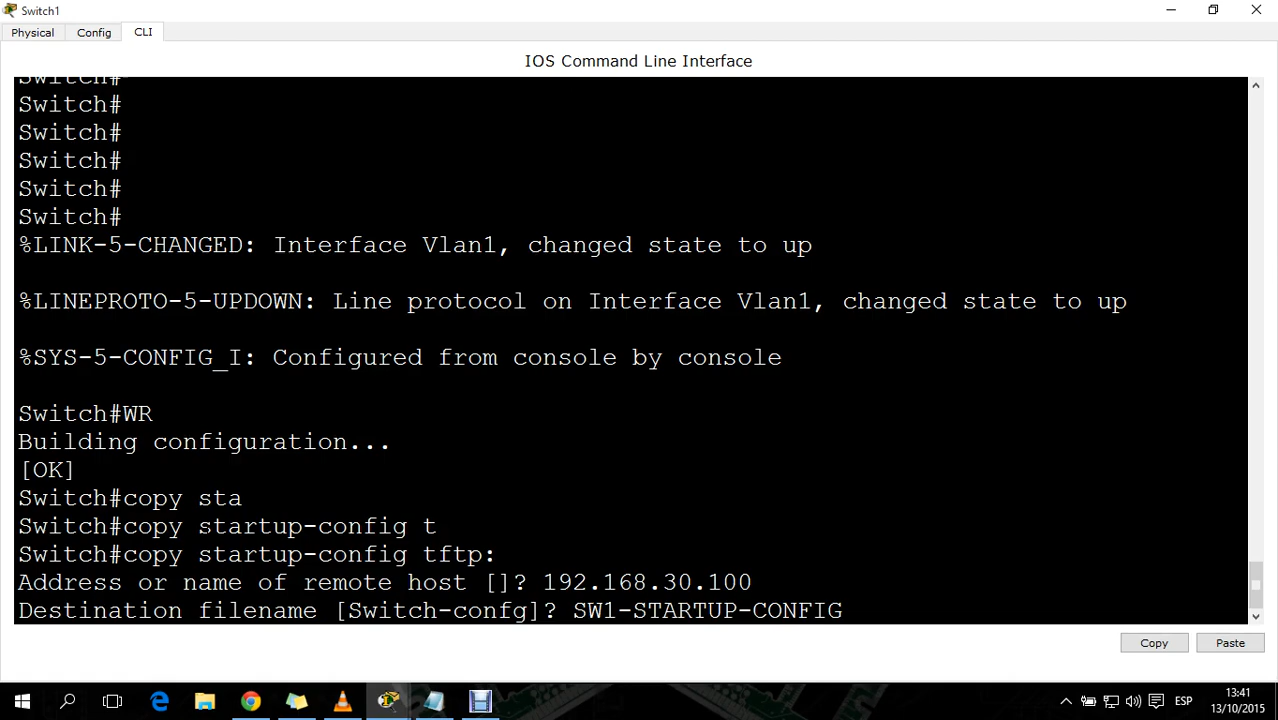 Switch1
Physical Config CLI
IOS Command Line Interface
Switch#
Switch#
Switch#
Switch#
Switch#
Switch#
%LINK-5-CHANGED: Interface Vlan1, changed state to up
%LINEPROTO-5-UPDOWN: Line protocol on Interface Vlan1, changed state to up
%SYS-5-CONFIG_I: Configured from console by console
Switch#WR
Building configuration...
[OK]
Switch#copy sta
Switch#copy startup-config t
Switch#copy startup-config tftp:
Address or name of remote host []? 192.168.30.100
Destination filename [Switch-confg]? SW1-STARTUP-CONFIG
Copy Paste
ESP
13:41
13/10/2015